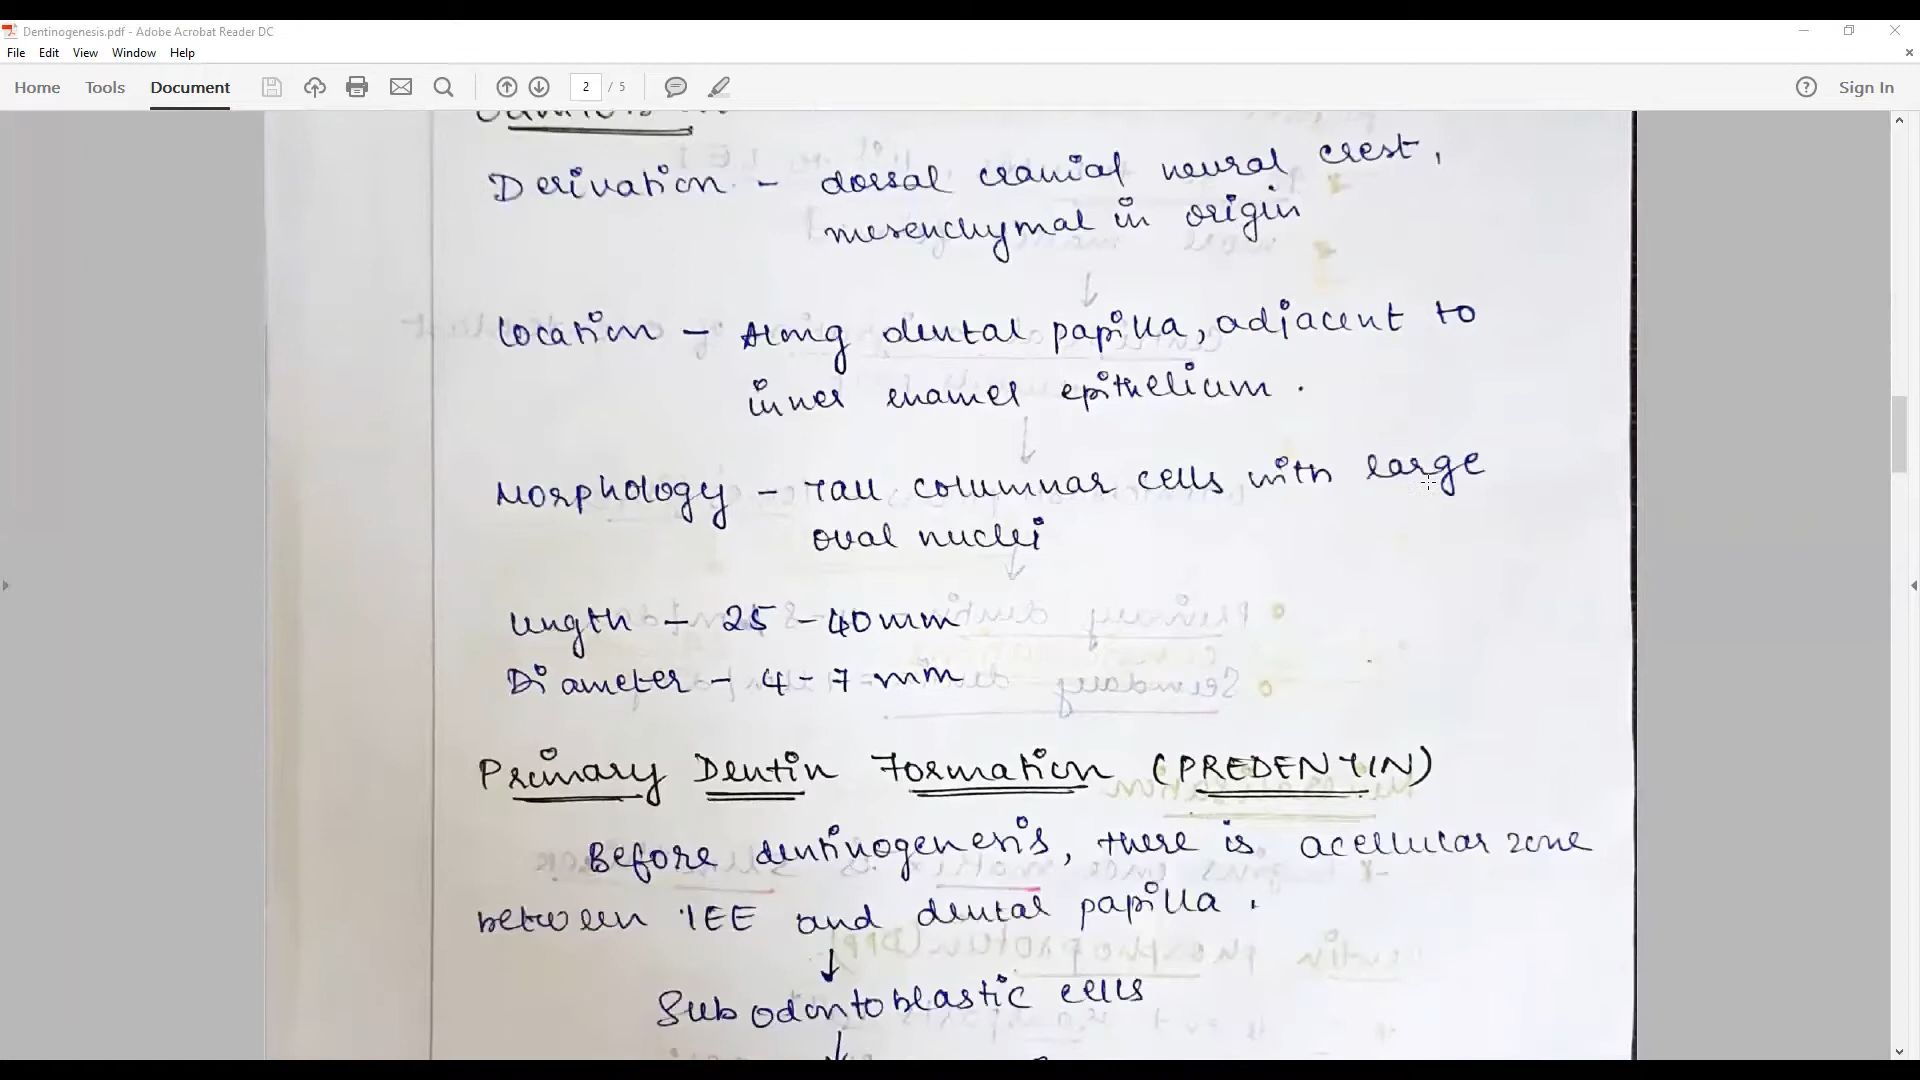 Dentinogenesis.pdf - Adobe Acrobat Reader DC
File Edit View Window Help
Home Tools Document 2 / 5 Sign In
Derivation - dorsal cranial neural crest,
mesenchymal in origin
Location - Along dental papilla, adjacent to
inner enamel epithelium.
Morphology - Tall columnar cells with large
oval nuclei
Length - 25 - 40 mm
Diameter - 4 - 7 mm
Primary Dentin Formation (PREDENTIN)
Before dentinogenesis, there is acellular zone
between IEE and dental papilla.
↓
Subodontoblastic cells
↓